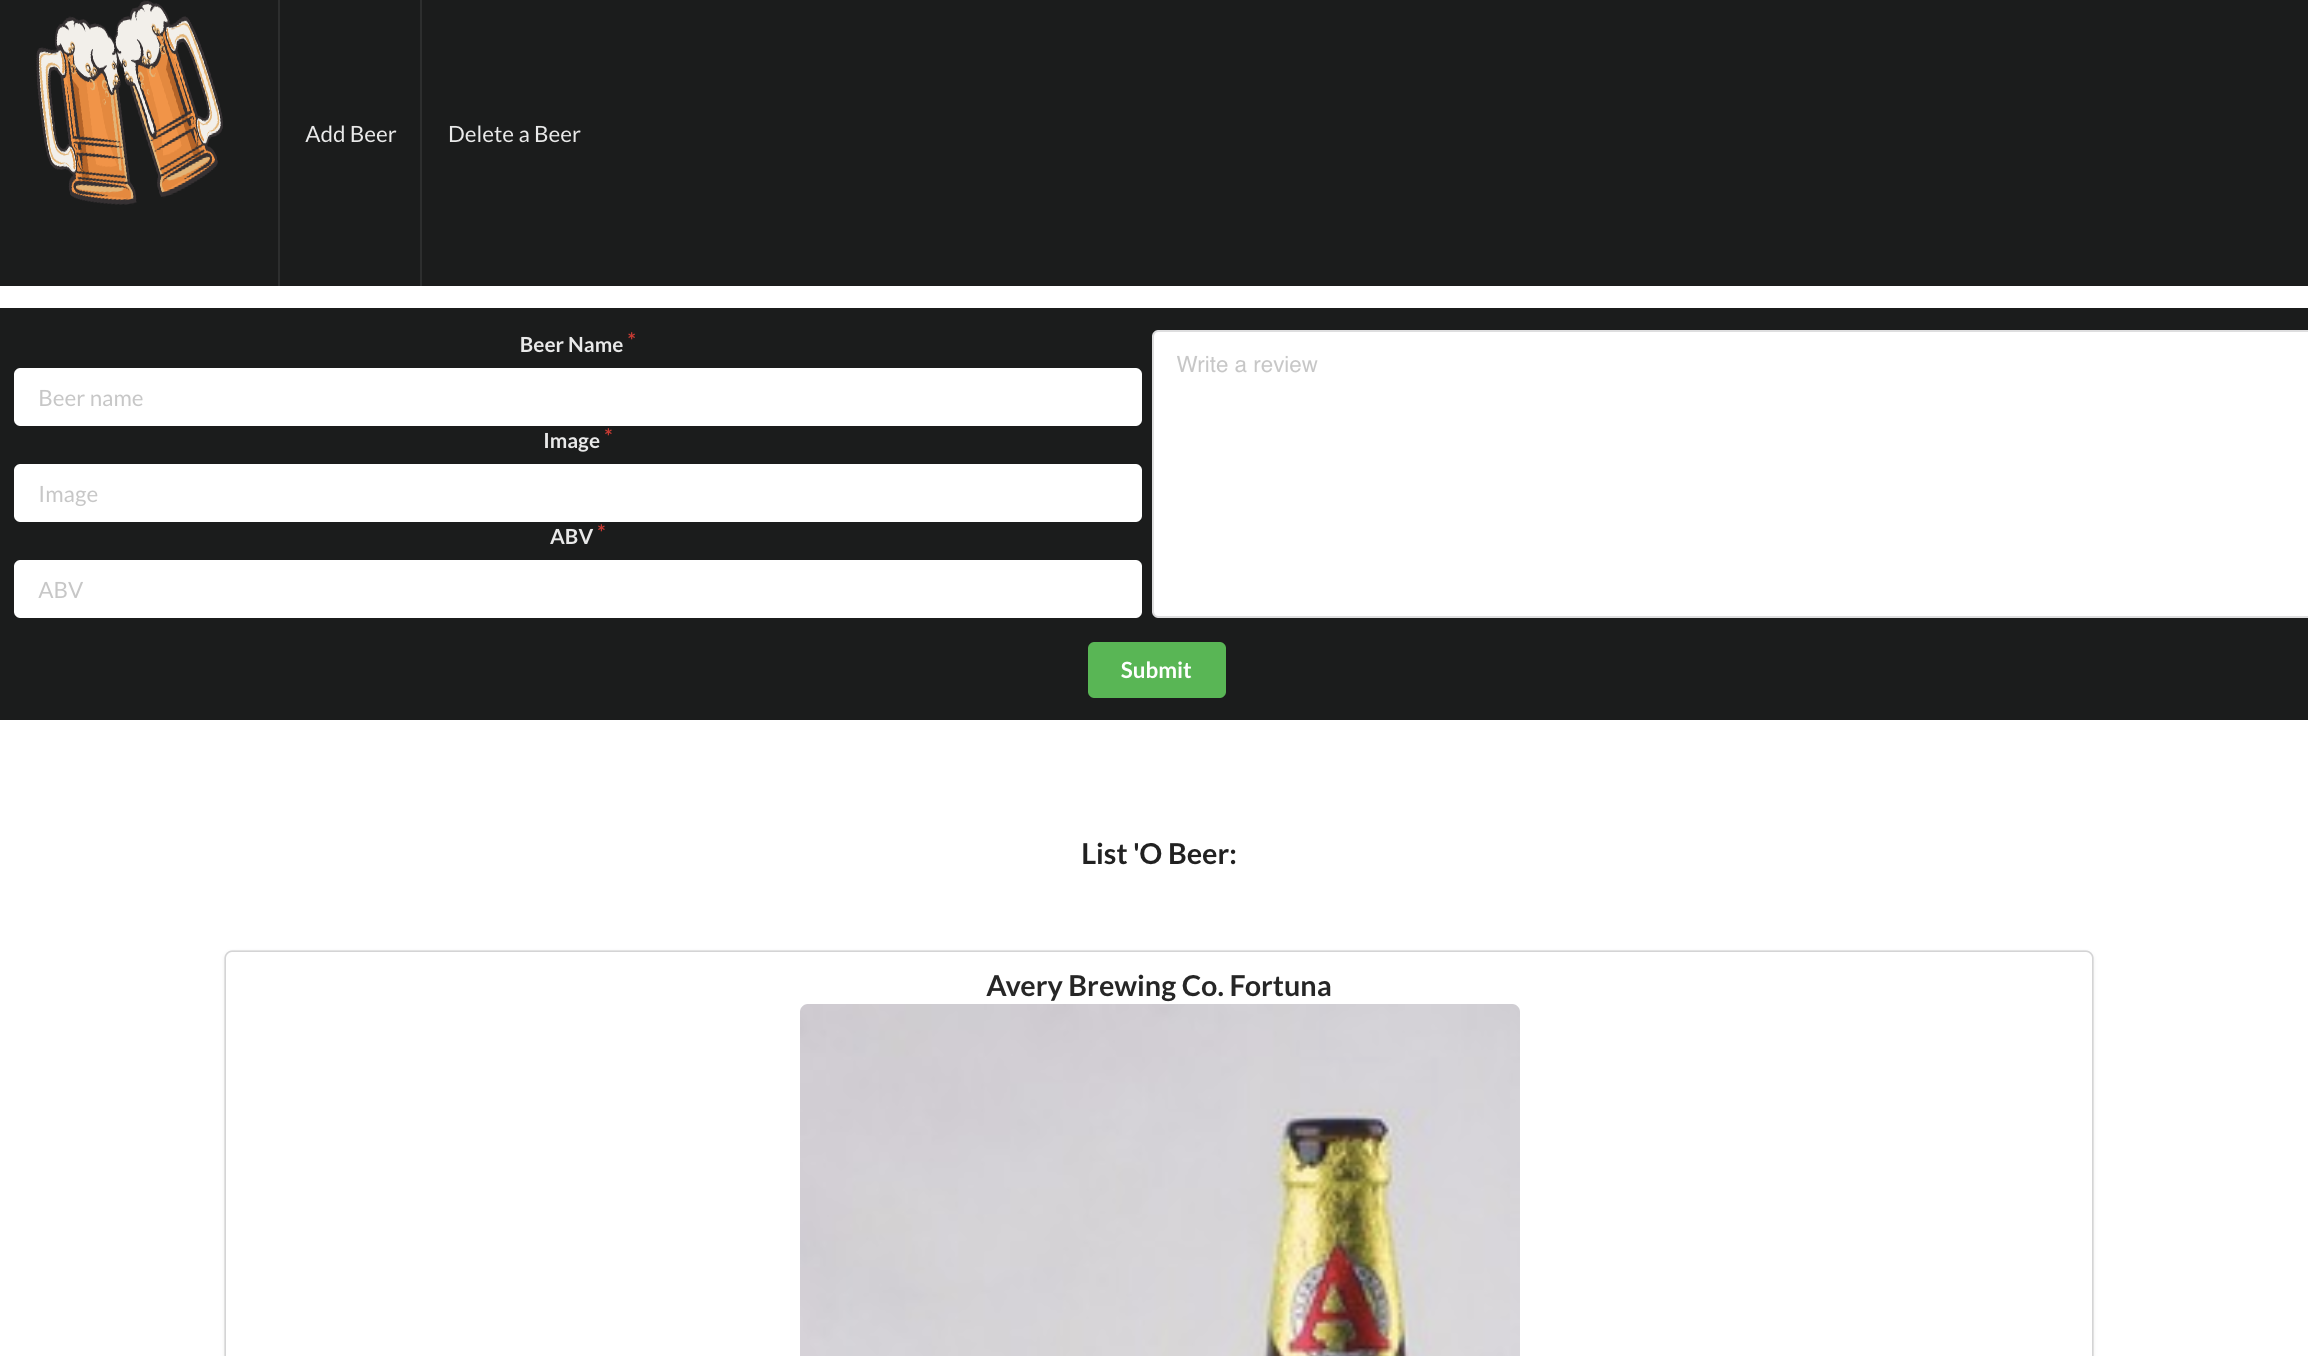 Add Beer
Delete a Beer
Beer Name *
Beer name
Image *
Image
ABV *
ABV
Write a review
Submit
List 'O Beer:
Avery Brewing Co. Fortuna
A